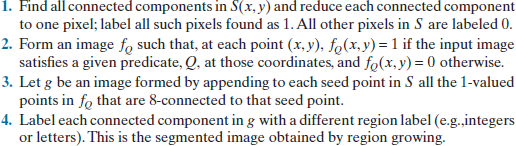 1. Find all connected components in S(x, y) and reduce each connected component
to one pixel; label all such pixels found as 1. All other pixels in S are labeled 0.
2. Form an image fQ such that, at each point (x, y), fQ(x, y) = 1 if the input image
satisfies a given predicate, Q, at those coordinates, and fQ(x, y) = 0 otherwise.
3. Let g be an image formed by appending to each seed point in S all the 1-valued
points in fQ that are 8-connected to that seed point.
4. Label each connected component in g with a different region label (e.g.,integers
or letters). This is the segmented image obtained by region growing.